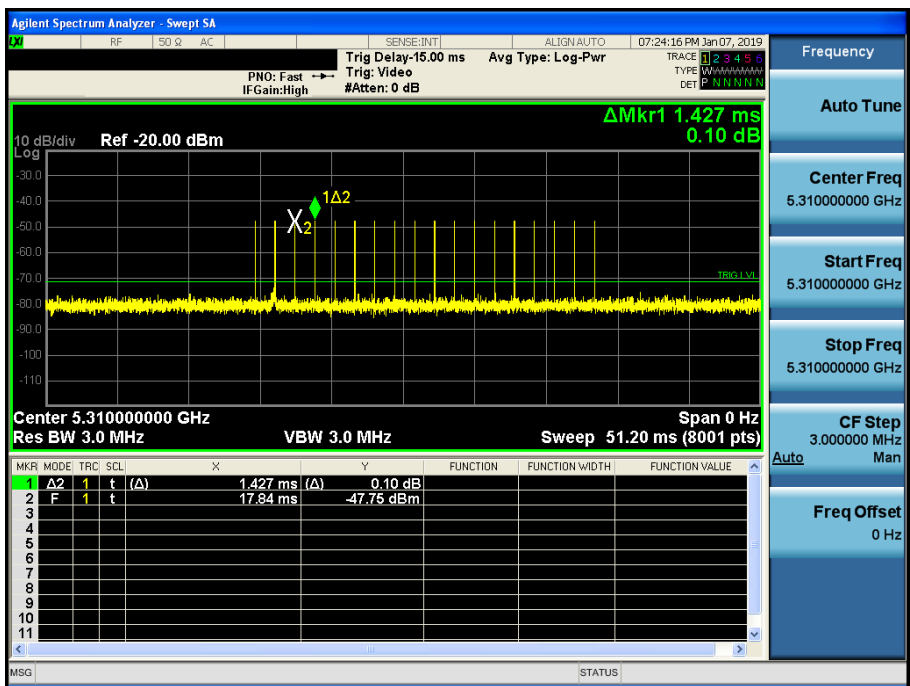 Agilent Spectrum Analyzer - Swept SA
LXI RF 50 Ω AC SENSE:INT ALIGN AUTO 07:24:16 PM Jan 07, 2019
Trig Delay-15.00 ms Avg Type: Log-Pwr TRACE 1 2 3 4 5 6
PNO: Fast Trig: Video TYPE WWWWWW
IFGain:High #Atten: 0 dB DET P N N N N N
ΔMkr1 1.427 ms
0.10 dB
10 dB/div Ref -20.00 dBm
Log
-30.0
-40.0
-50.0
-60.0
-70.0
-80.0
-90.0
-100
-110
1Δ2
X2
TRIG LVL
Center 5.310000000 GHz Span 0 Hz
Res BW 3.0 MHz VBW 3.0 MHz Sweep 51.20 ms (8001 pts)
MKR MODE TRC SCL X Y FUNCTION FUNCTION WIDTH FUNCTION VALUE
1 Δ2 1 t (Δ) 1.427 ms (Δ) 0.10 dB
2 F 1 t 17.84 ms -47.75 dBm
3
4
5
6
7
8
9
10
11
MSG STATUS
Frequency
Auto Tune
Center Freq
5.310000000 GHz
Start Freq
5.310000000 GHz
Stop Freq
5.310000000 GHz
CF Step
3.000000 MHz
Auto Man
Freq Offset
0 Hz